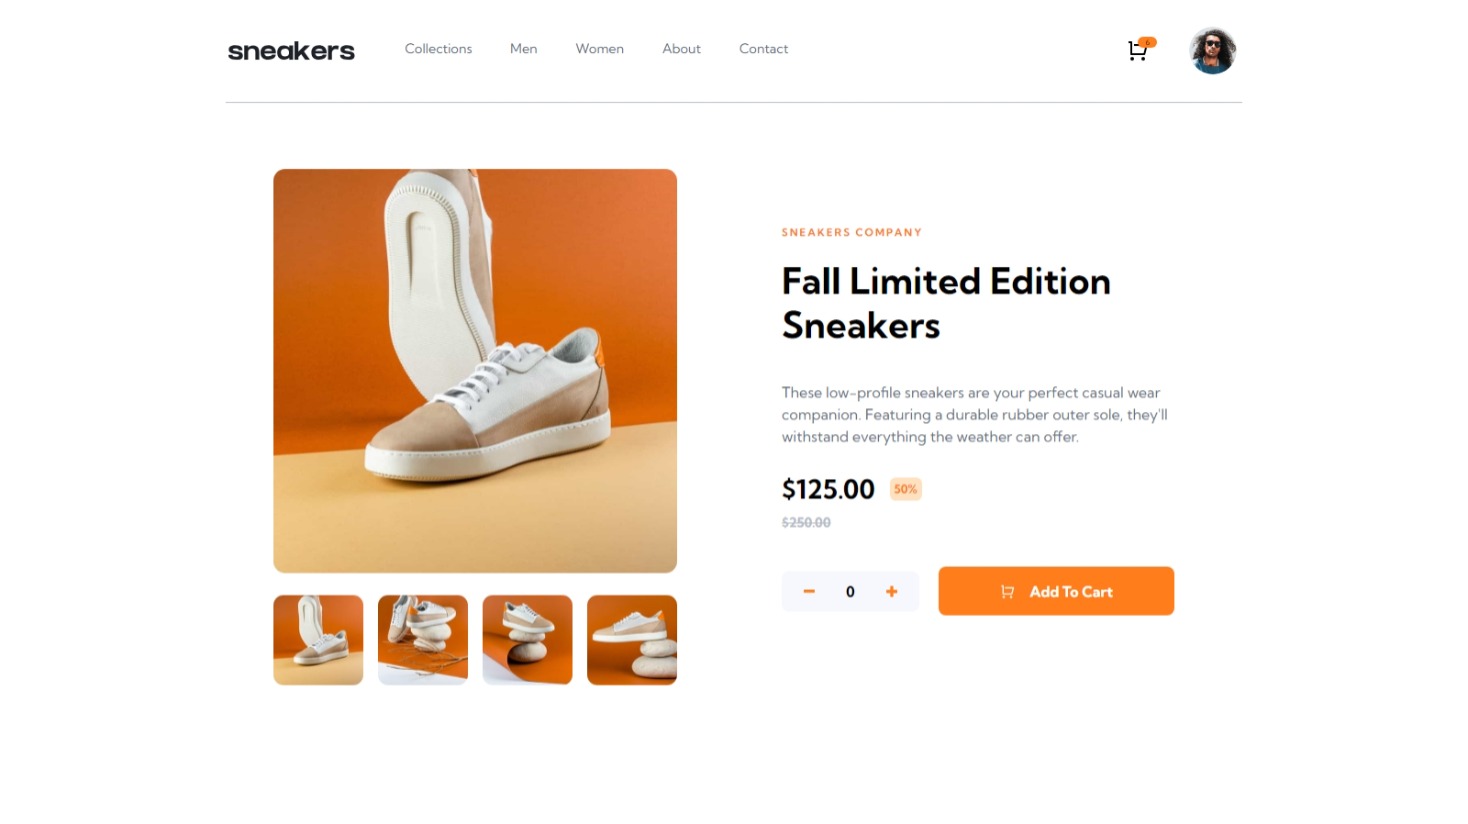 sneakers
Collections Men Women About Contact
6
SNEAKERS COMPANY
Fall Limited Edition
Sneakers
These low-profile sneakers are your perfect casual wear
companion. Featuring a durable rubber outer sole, they'll
withstand everything the weather can offer.
$125.00 50%
$250.00
0 Add To Cart